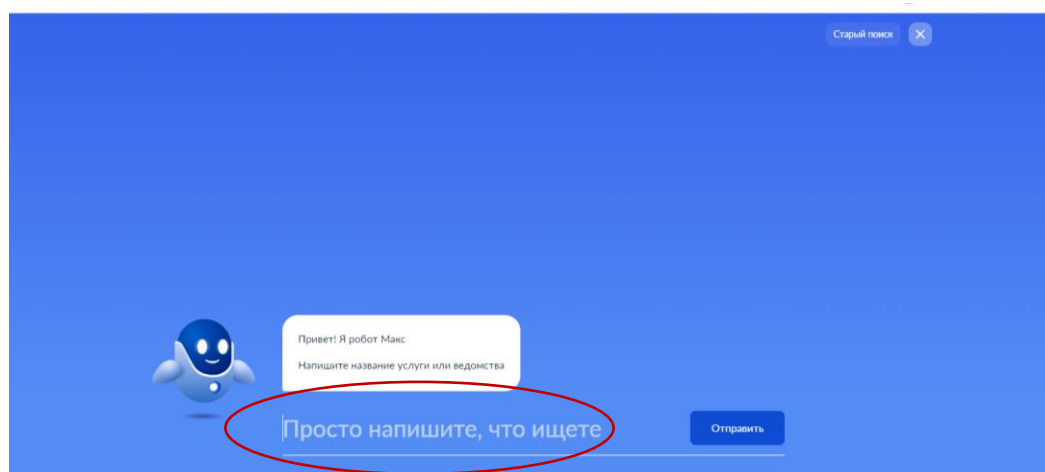 Старый поиск
Привет! Я робот Макс
Напишите название услуги или ведомства
Просто напишите, что ищете
Отправить